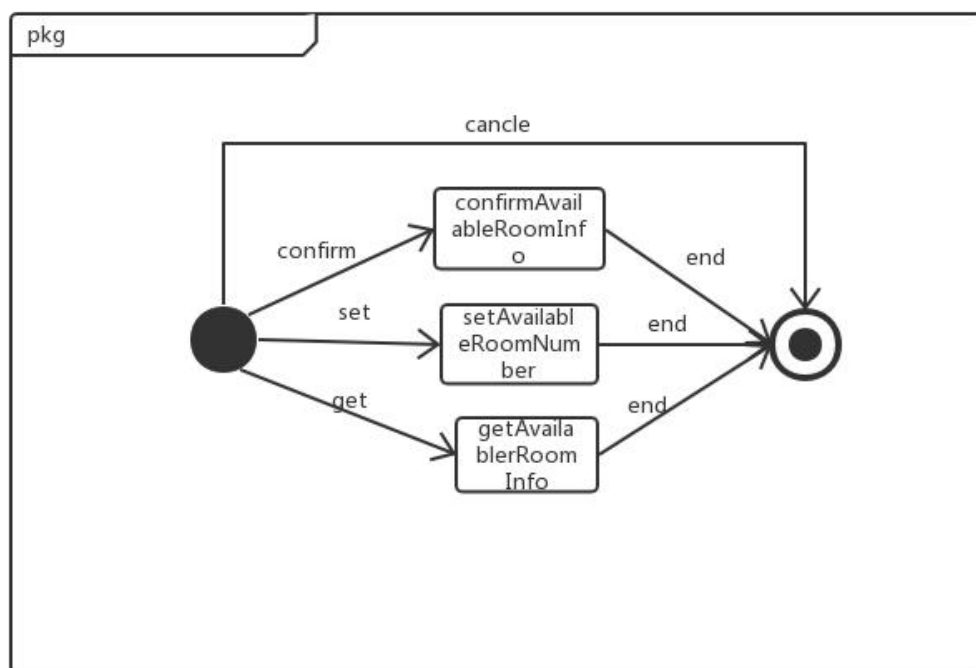 pkg
cancle
confirmAvail
ableRoomInf
o
confirm
end
set
setAvailabl
eRoomNum
ber
end
get
getAvaila
blerRoom
Info
end